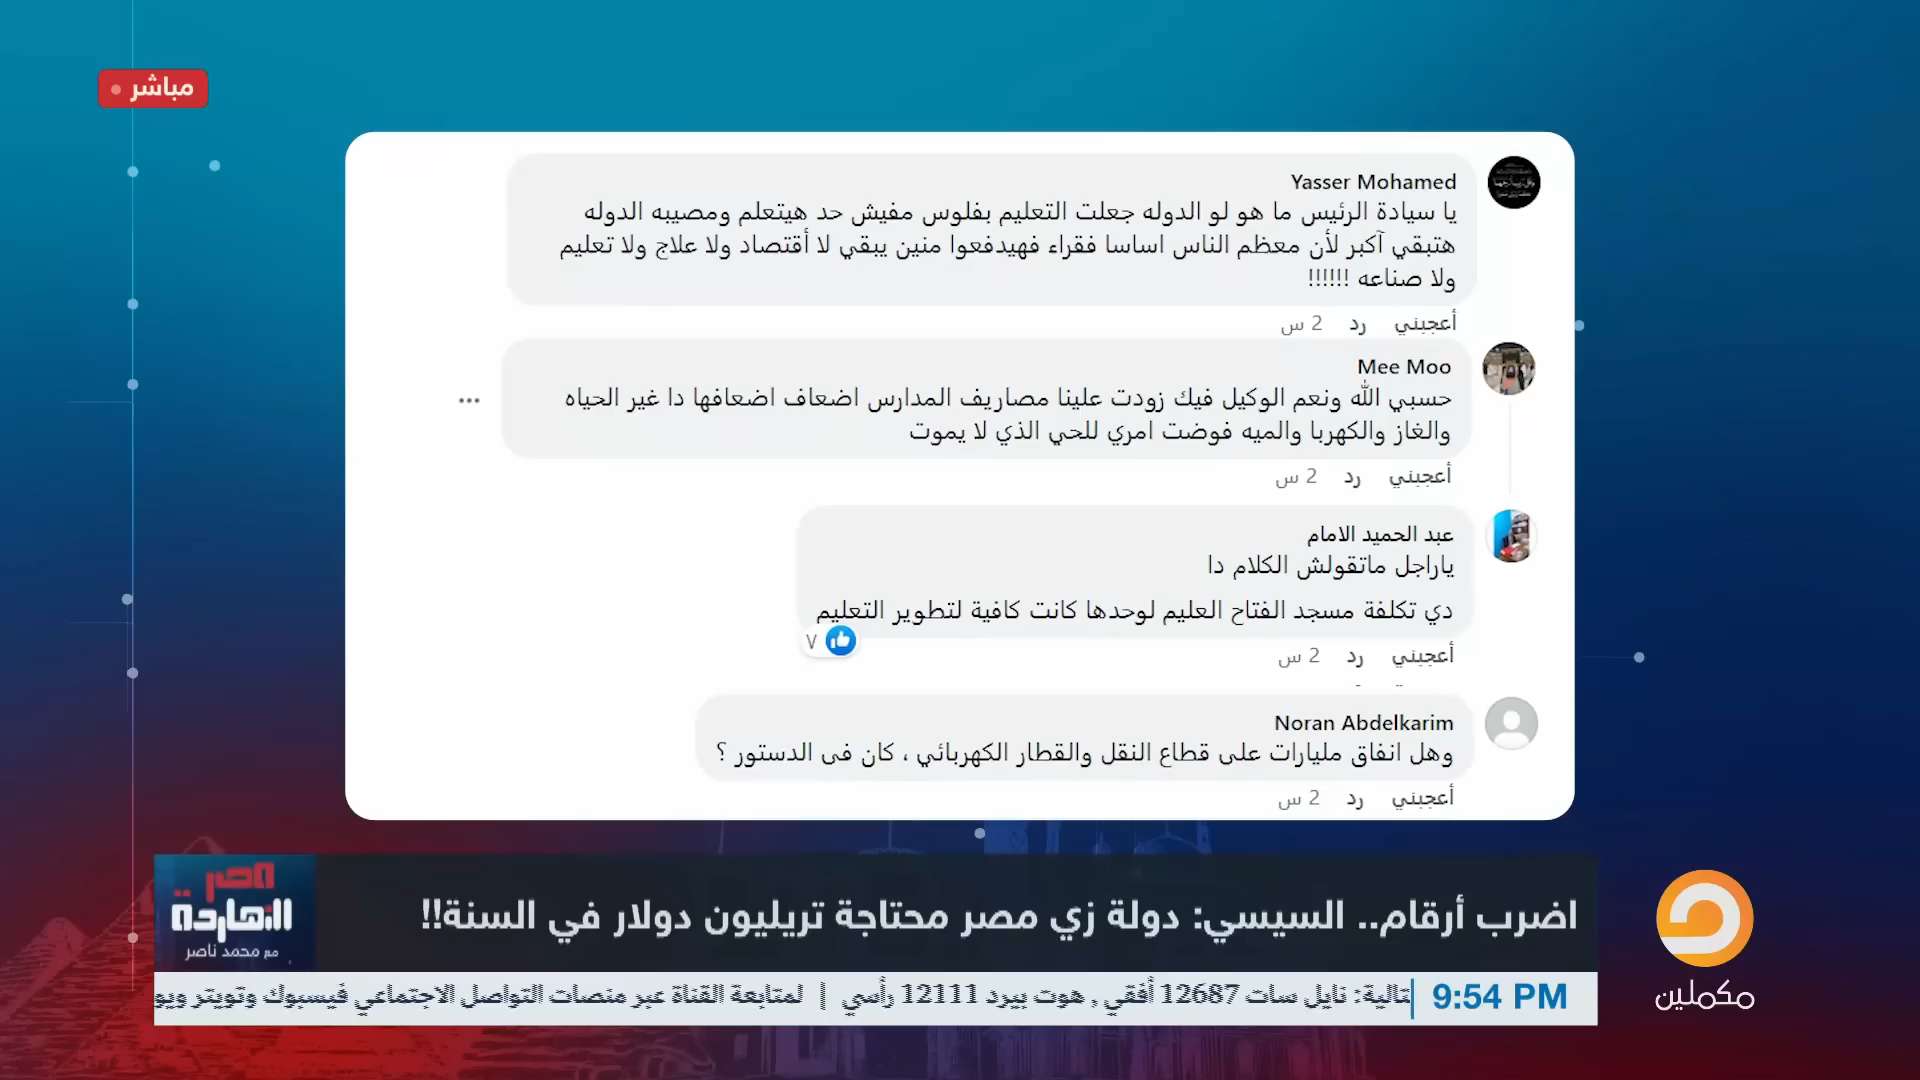 مباشر
Yasser Mohamed
يا سيادة الرئيس ما هو لو الدوله جعلت التعليم بفلوس مفيش حد هيتعلم ومصيبه الدوله
هتبقي آكبر لأن معظم الناس اساسا فقراء فهيدفعوا منين يبقي لا أقتصاد ولا علاج ولا تعليم
ولا صناعه !!!!!!
أعجبني رد 2 س
Mee Moo
حسبي الله ونعم الوكيل فيك زودت علينا مصاريف المدارس اضعاف اضعافها دا غير الحياه
والغاز والكهربا والميه فوضت امري للحي الذي لا يموت
أعجبني رد 2 س
عبد الحميد الامام
ياراجل ماتقولش الكلام دا
دي تكلفة مسجد الفتاح العليم لوحدها كانت كافية لتطوير التعليم
٧
أعجبني رد 2 س
Noran Abdelkarim
وهل انفاق مليارات على قطاع النقل والقطار الكهربائي ، كان فى الدستور ؟
أعجبني رد 2 س
اضرب أرقام.. السيسي: دولة زي مصر محتاجة تريليون دولار في السنة!!
مصر
النهاردة
مع محمد ناصر
9:54 PM
تالية: نايل سات 12687 أفقي , هوت بيرد 12111 رأسي | لمتابعة القناة عبر منصات التواصل الاجتماعي فيسبوك وتويتر ويو
مكملين